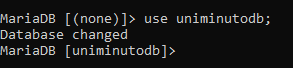 MariaDB [(none)]> use uniminutodb;
Database changed
MariaDB [uniminutodb]>